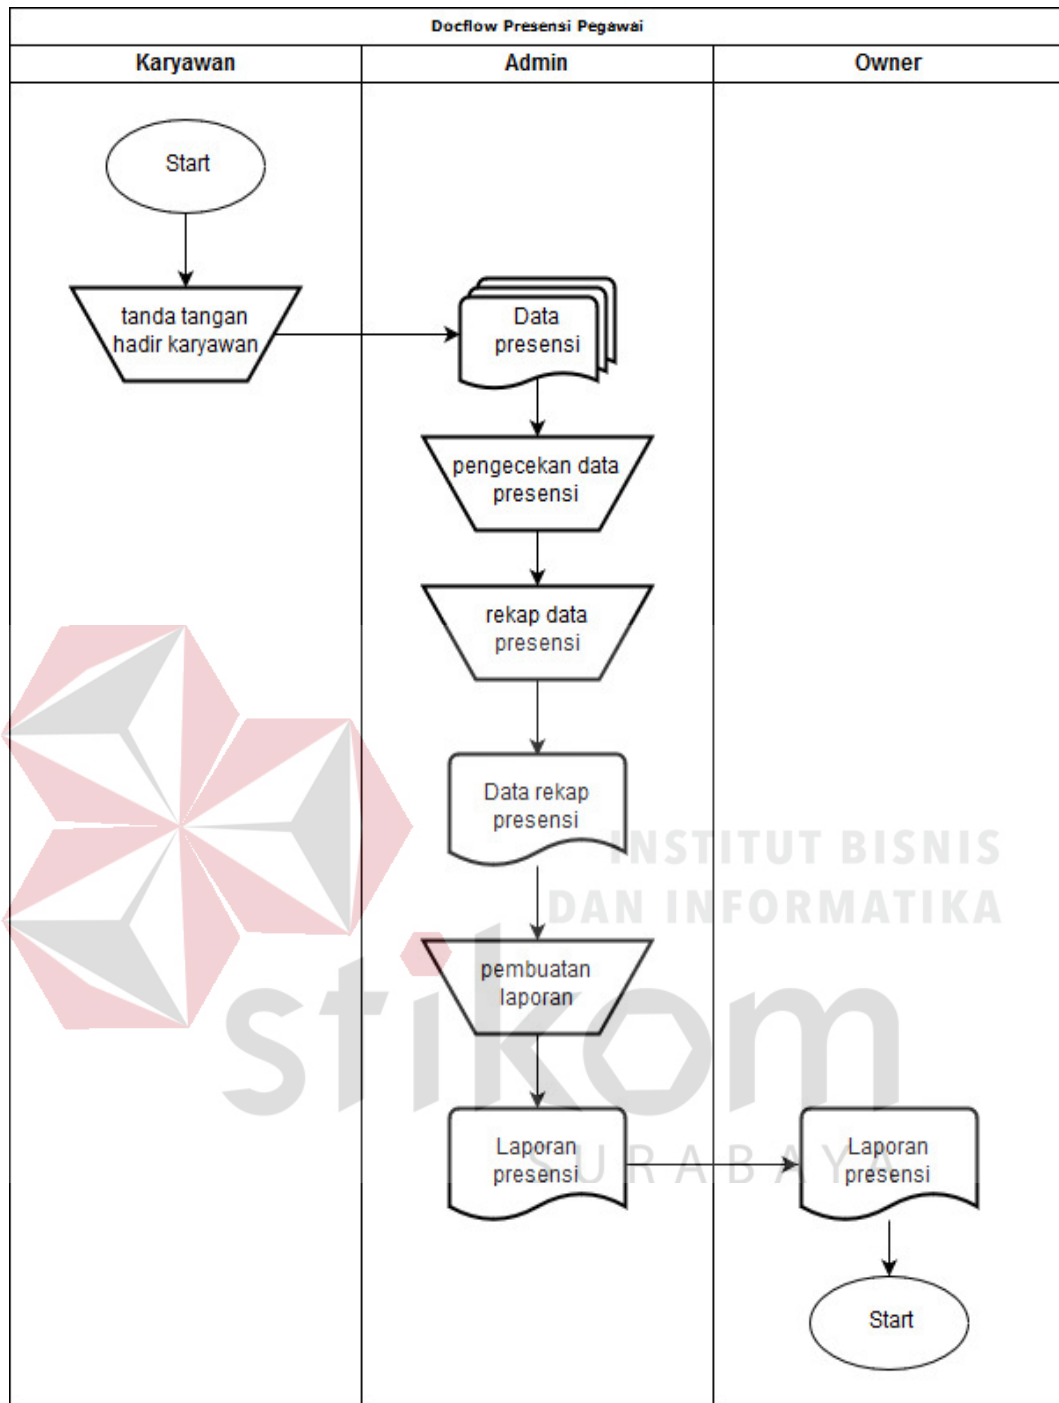 Docflow Presensi Pegawai
Karyawan
Admin
Owner
Start
tanda tangan
hadir karyawan
Data
presensi
pengecekan data
presensi
rekap data
presensi
Data rekap
presensi
INSTITUT BISNIS
DAN INFORMATIKA
stikom
SURABAYA
pembuatan
laporan
Laporan
presensi
Laporan
presensi
Start